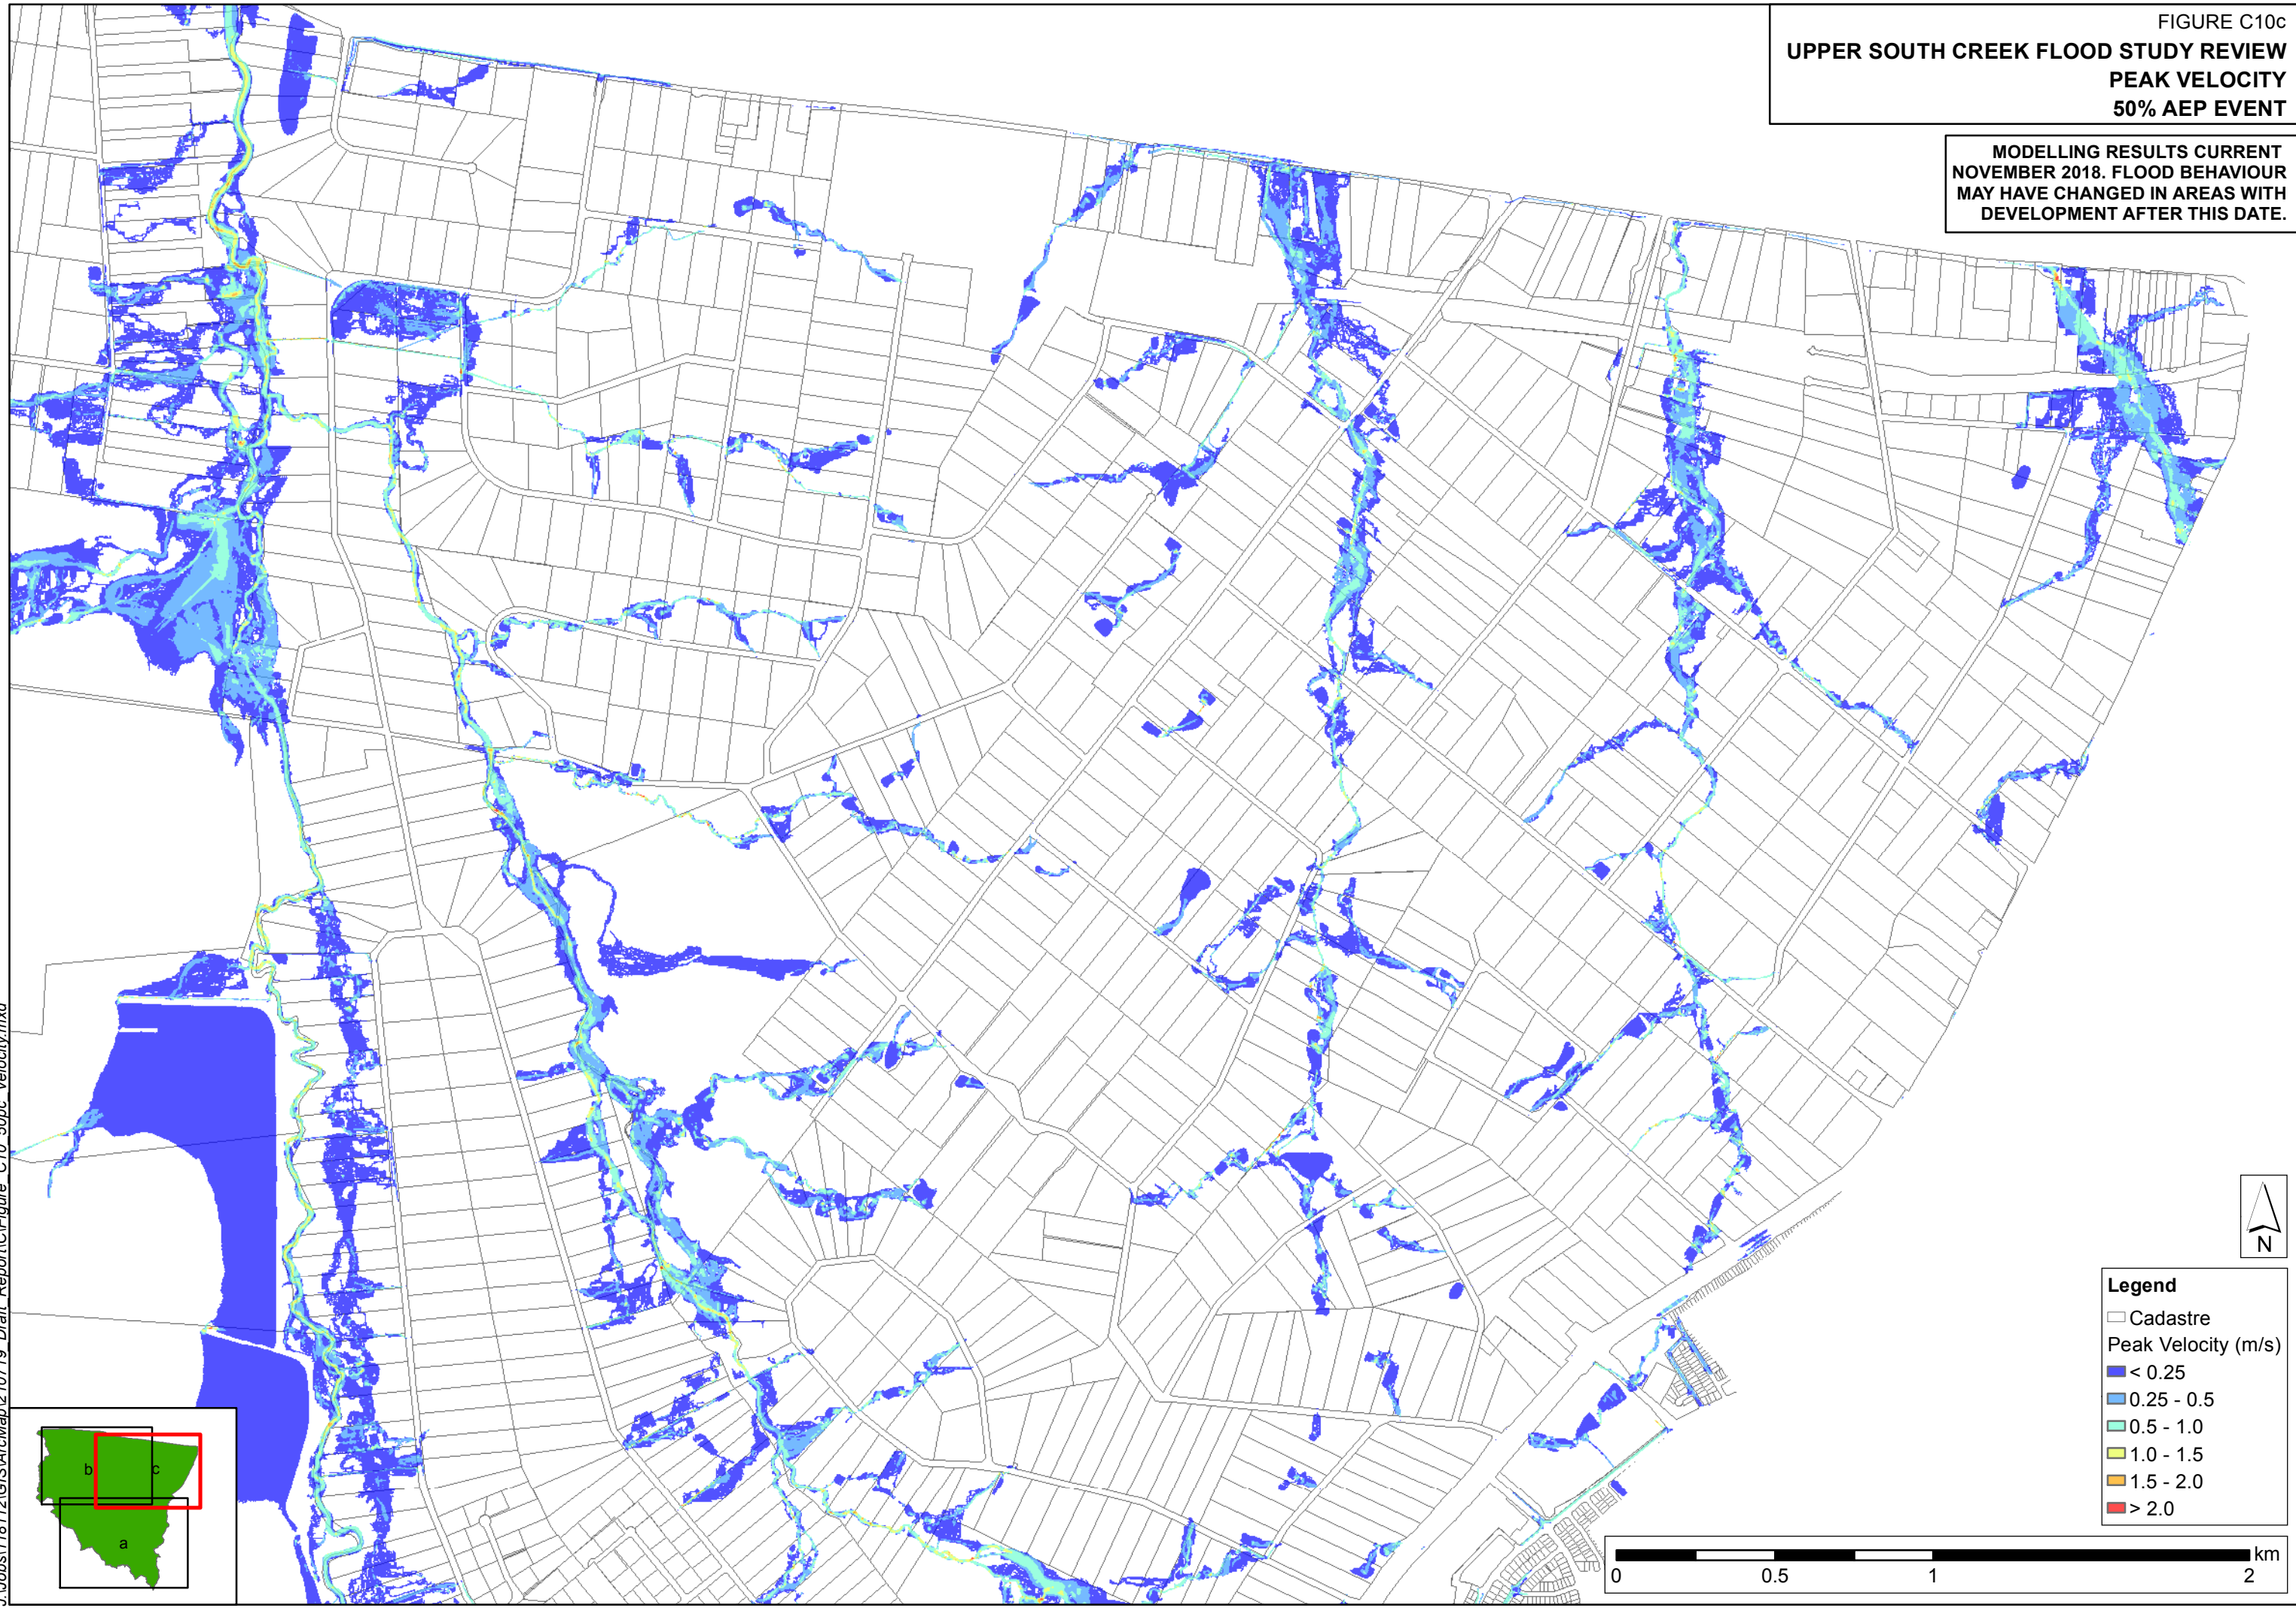 FIGURE C10c
UPPER SOUTH CREEK FLOOD STUDY REVIEW
PEAK VELOCITY
50% AEP EVENT
MODELLING RESULTS CURRENT
NOVEMBER 2018. FLOOD BEHAVIOUR
MAY HAVE CHANGED IN AREAS WITH
DEVELOPMENT AFTER THIS DATE.
N
Legend
Cadastre
Peak Velocity (m/s)
< 0.25
0.25 - 0.5
0.5 - 1.0
1.0 - 1.5
1.5 - 2.0
> 2.0
km
0 0.5 1 2
b c
a